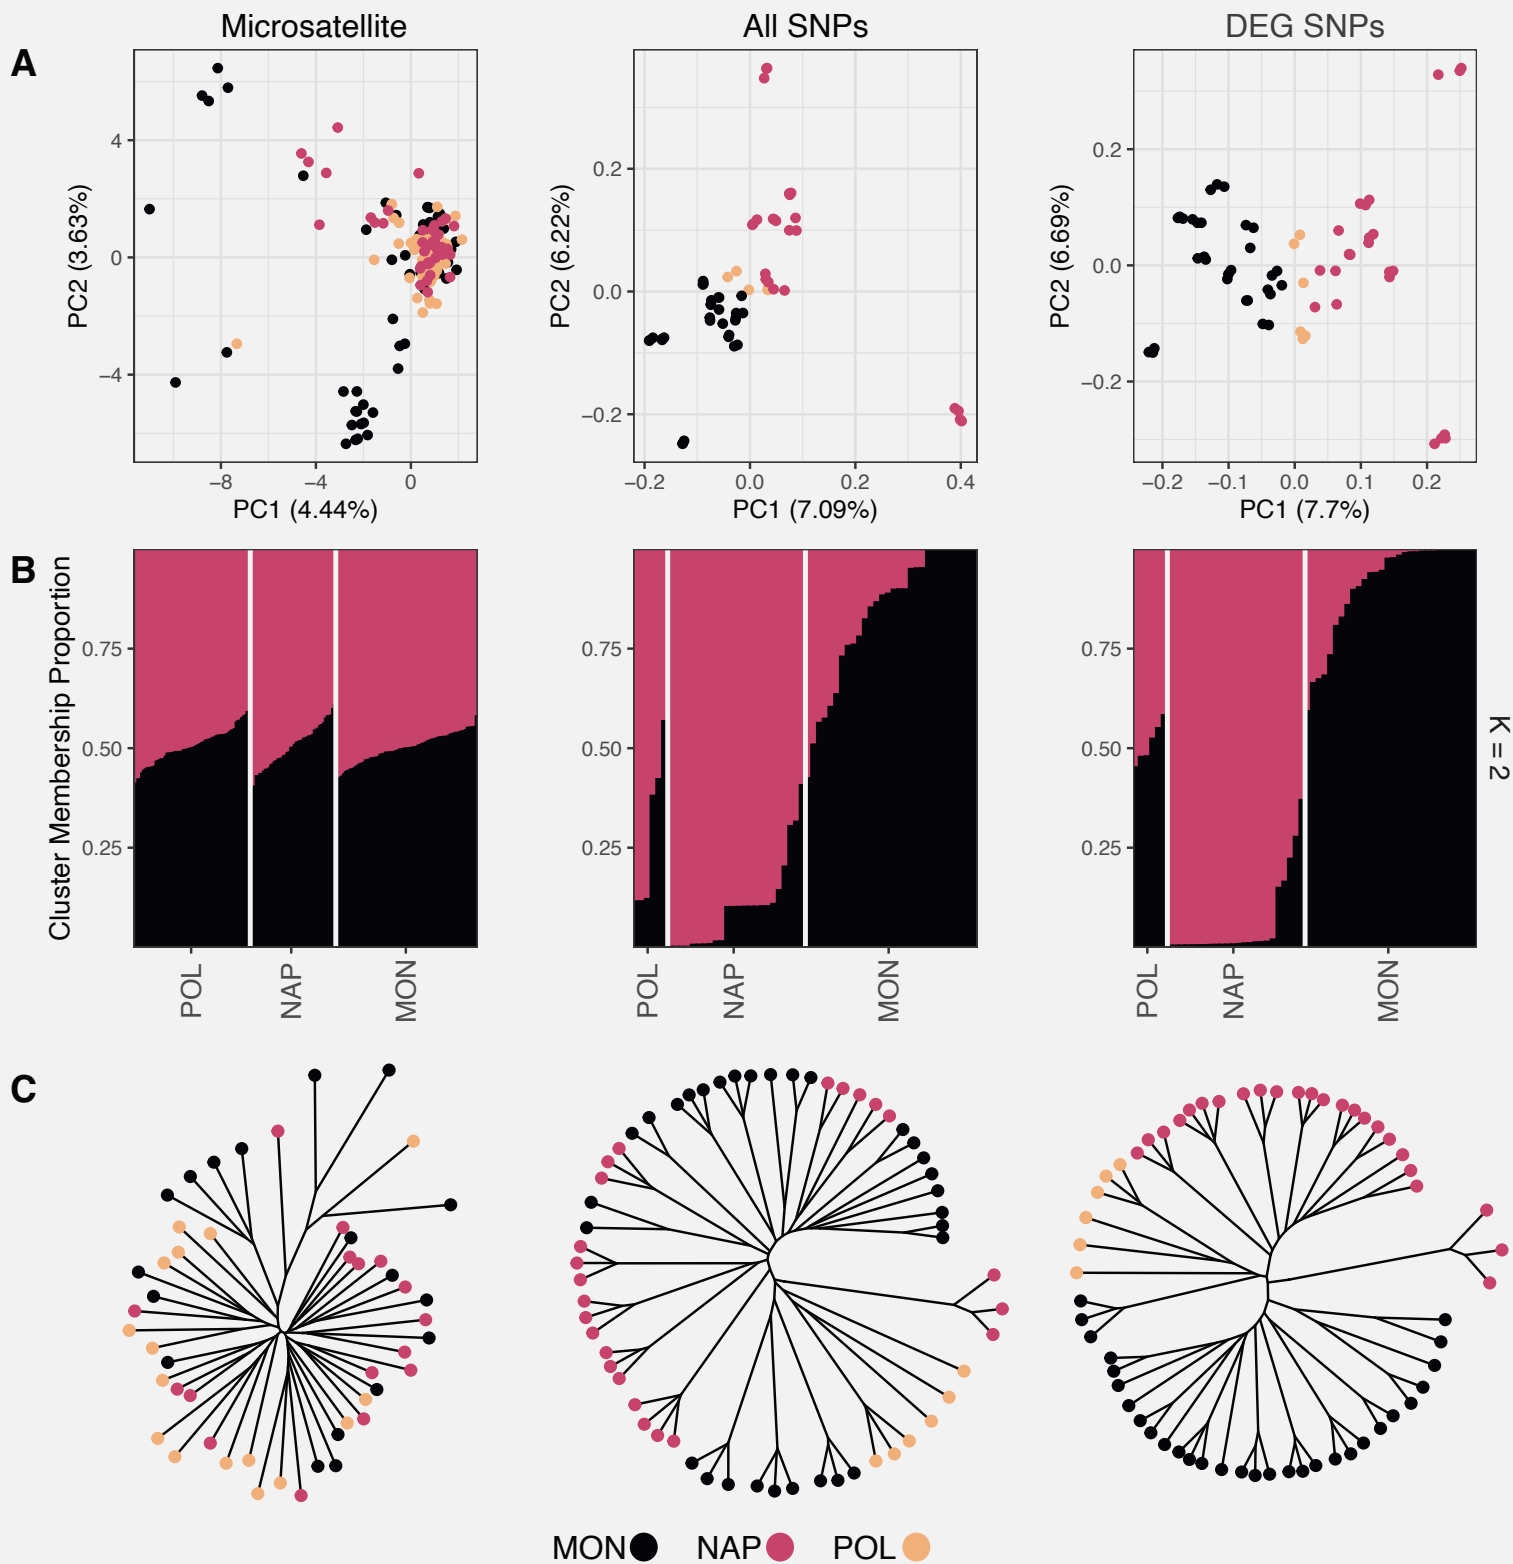 Microsatellite
All SNPs
DEG SNPs
A
PC2 (3.63%)
4
0
−4
−8
−4
0
PC1 (4.44%)
PC2 (6.22%)
0.2
0.0
−0.2
−0.2
0.0
0.2
0.4
PC1 (7.09%)
PC2 (6.69%)
0.2
0.0
−0.2
−0.2
−0.1
0.0
0.1
0.2
PC1 (7.7%)
B
Cluster Membership Proportion
0.75
0.50
0.25
POL
NAP
MON
0.75
0.50
0.25
POL
NAP
MON
0.75
0.50
0.25
POL
NAP
MON
K = 2
C
MON
NAP
POL